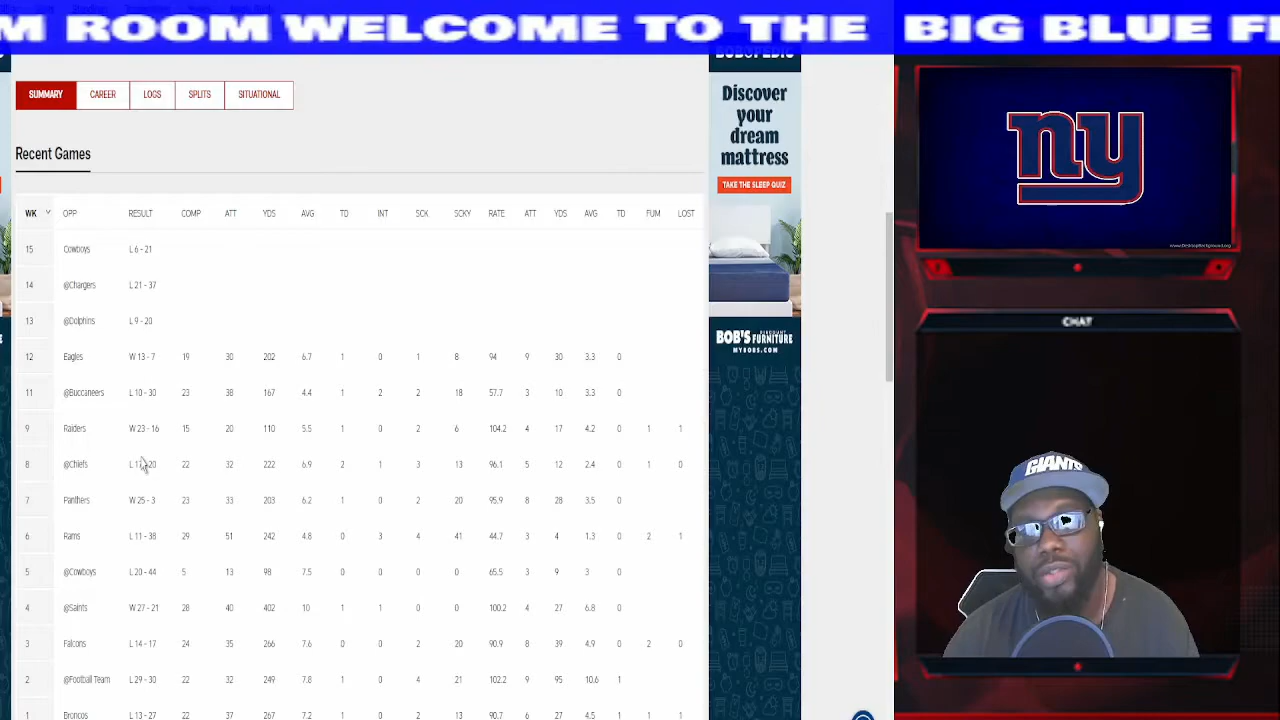 M ROOM WELCOME TO THE BIG BLUE FI
BOB-O-PEDIC
Discover
your
dream
mattress
TAKE THE SLEEP QUIZ
BOB'S DISCOUNT
FURNITURE
MYBOBS.COM
SUMMARY CAREER LOGS SPLITS SITUATIONAL
Recent Games
WK OPP RESULT COMP ATT YDS AVG TD INT SCK SCKY RATE ATT YDS AVG TD FUM LOST
15 Cowboys L 6 - 21
14 @Chargers L 21 - 37
13 @Dolphins L 9 - 20
12 Eagles W 13 - 7 19 30 202 6.7 1 0 1 8 94 9 30 3.3 0
11 @Buccaneers L 10 - 30 23 38 167 4.4 1 2 2 18 57.7 3 10 3.3 0
9 Raiders W 23 - 16 15 20 110 5.5 1 0 2 6 104.2 4 17 4.2 0 1 1
8 @Chiefs L 17 - 20 22 32 222 6.9 2 1 3 13 96.1 5 12 2.4 0 1 0
7 Panthers W 25 - 3 23 33 203 6.2 1 0 2 20 95.9 8 28 3.5 0
6 Rams L 11 - 38 29 51 242 4.8 0 3 4 41 44.7 3 4 1.3 0 2 1
5 @Cowboys L 20 - 44 5 13 98 7.5 0 0 0 0 65.5 3 9 3 0
4 @Saints W 27 - 21 28 40 402 10 1 1 0 0 100.2 4 27 6.8 0
3 Falcons L 14 - 17 24 35 266 7.6 0 0 2 20 90.9 8 39 4.9 0 2 0
Football Team 32 1 0 4 21 102.2 9 95 10.6 1
Broncos L 13 - 27 22 37 267 7.2 1 0 2 13 90.7 6 27 4.5 1 1 1
ny
www.DesktopBackground.org
CHAT
GIANTS